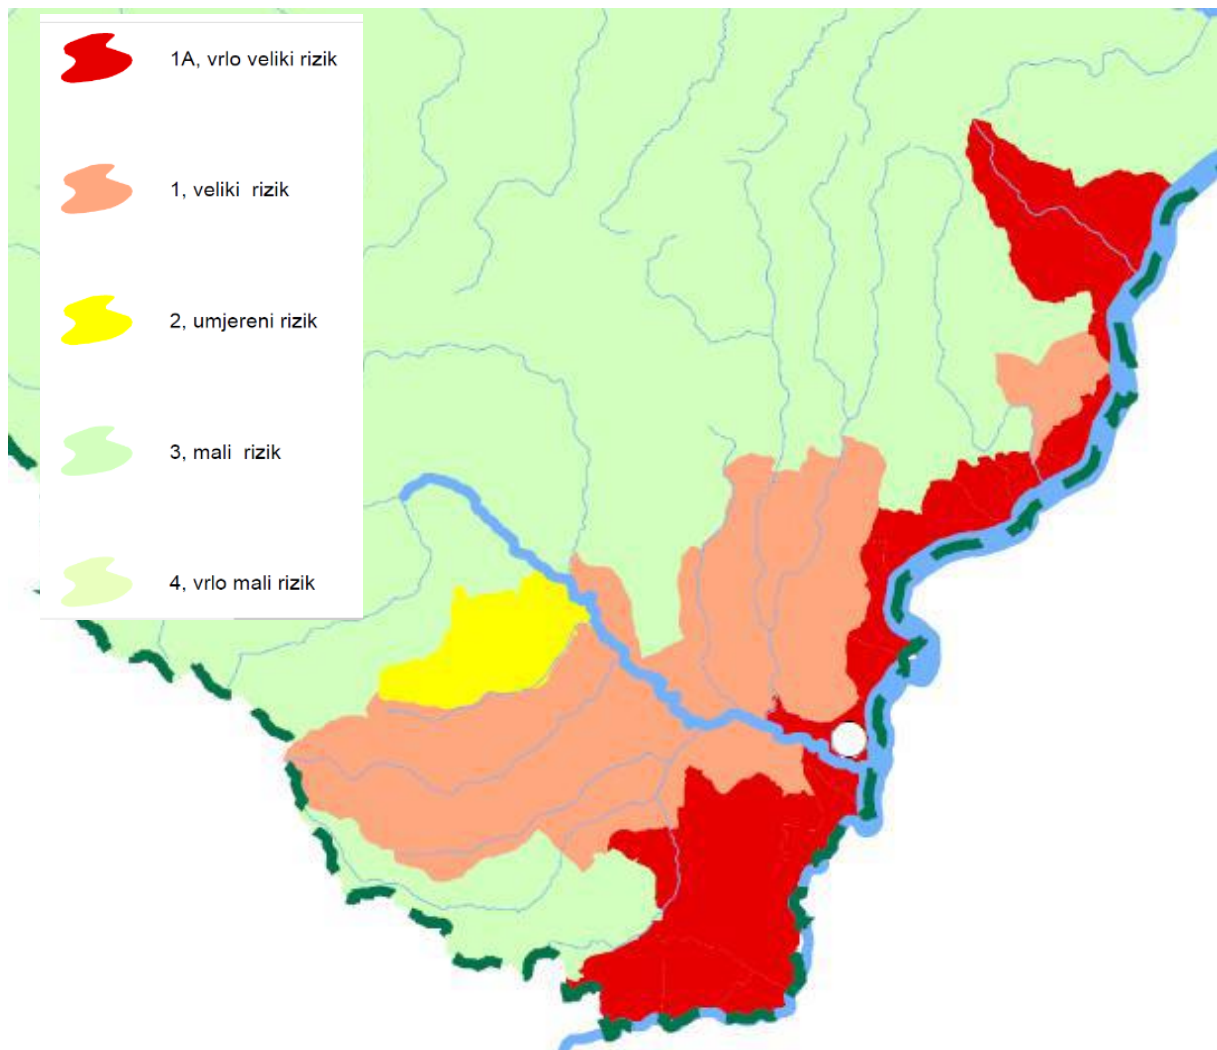 1A, vrlo veliki rizik
1, veliki  rizik
2, umjereni rizik
3, mali  rizik
4, vrlo mali rizik